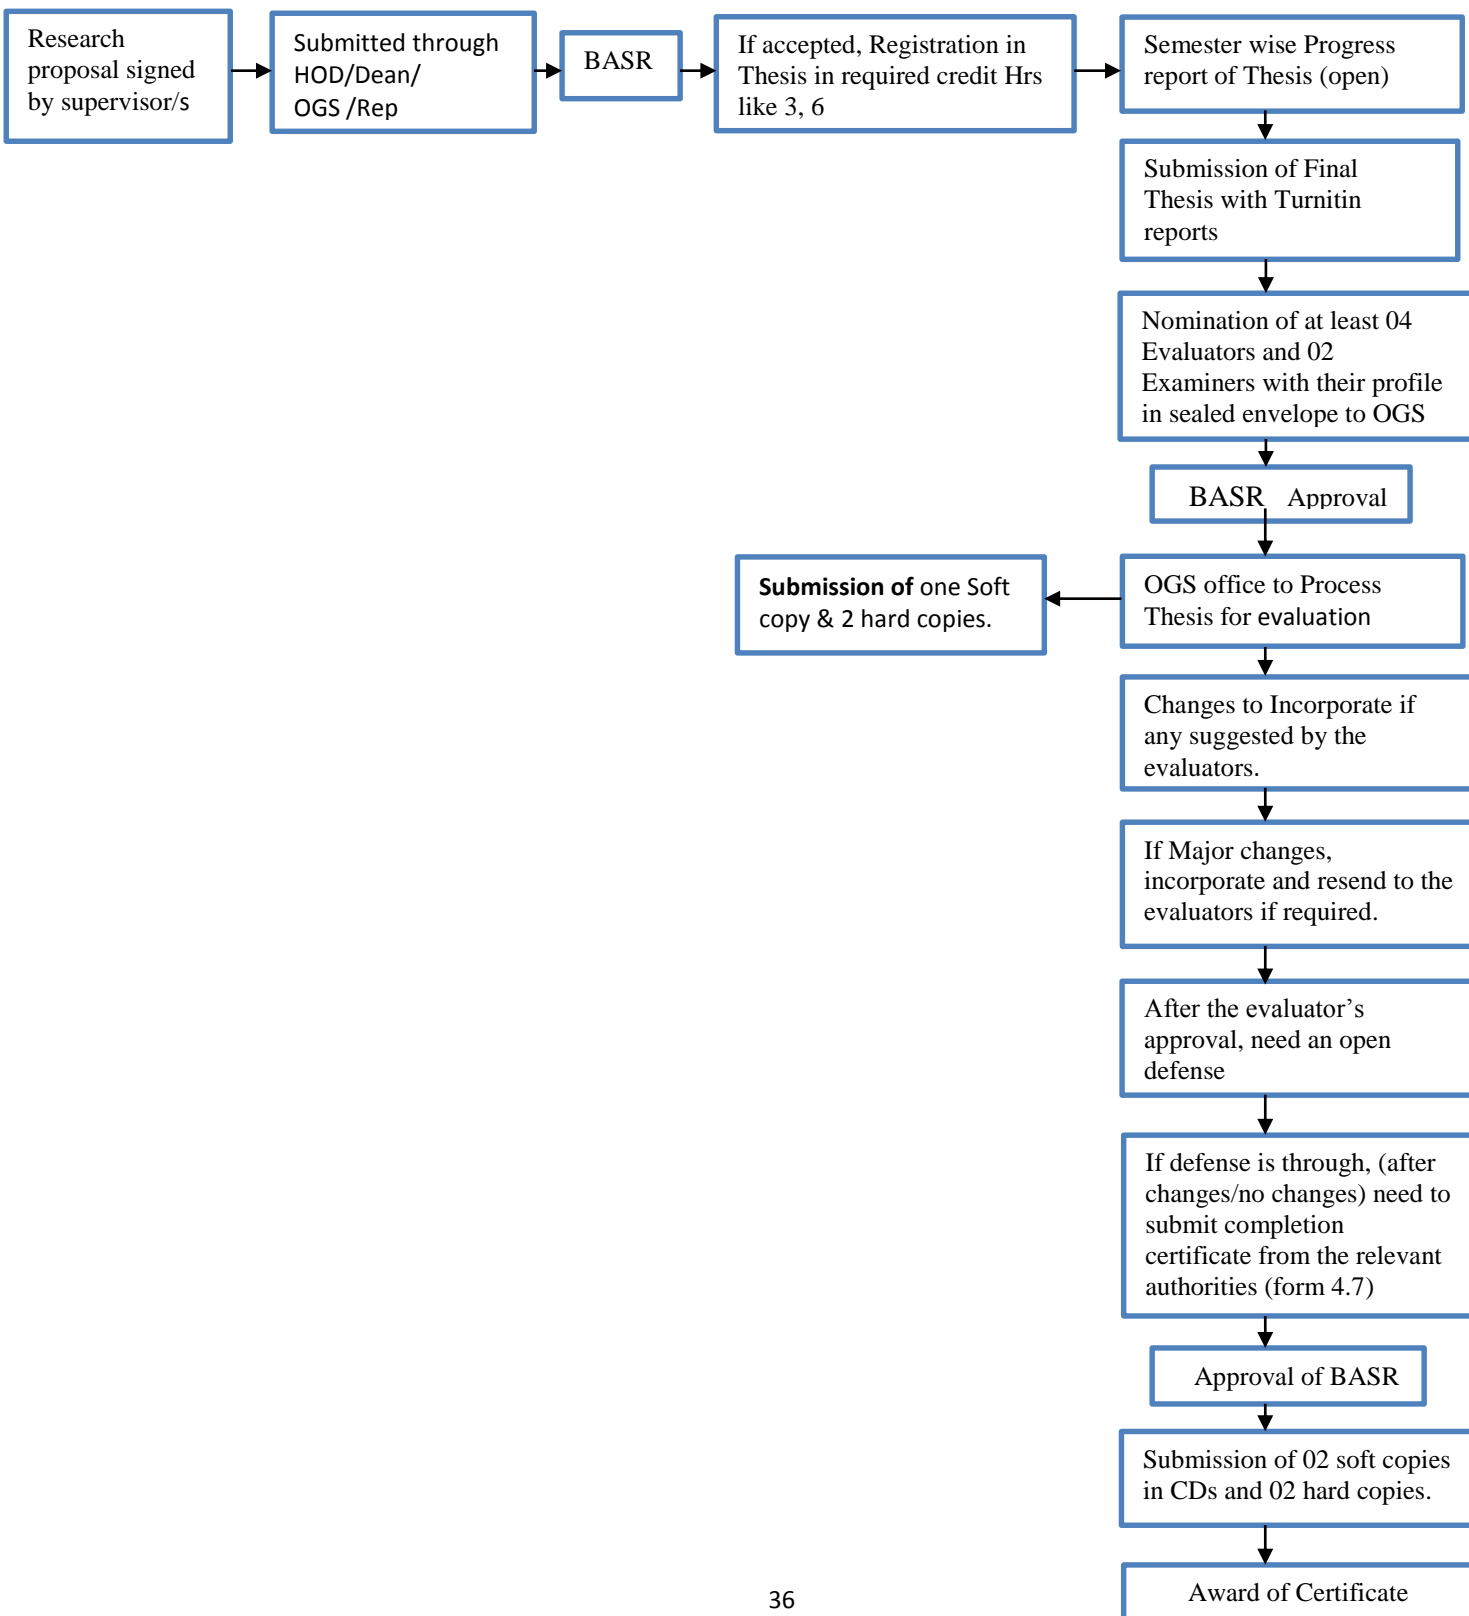 Research
proposal signed
by supervisor/s
Submitted through
HOD/Dean/
OGS /Rep
BASR
If accepted, Registration in
Thesis in required credit Hrs
like 3, 6
Semester wise Progress
report of Thesis (open)
Submission of Final
Thesis with Turnitin
reports
Nomination of at least 04
Evaluators and 02
Examiners with their profile
in sealed envelope to OGS
BASR Approval
OGS office to Process
Thesis for evaluation
Submission of one Soft
copy & 2 hard copies.
Changes to Incorporate if
any suggested by the
evaluators.
If Major changes,
incorporate and resend to the
evaluators if required.
After the evaluator’s
approval, need an open
defense
If defense is through, (after
changes/no changes) need to
submit completion
certificate from the relevant
authorities (form 4.7)
Approval of BASR
Submission of 02 soft copies
in CDs and 02 hard copies.
Award of Certificate
36